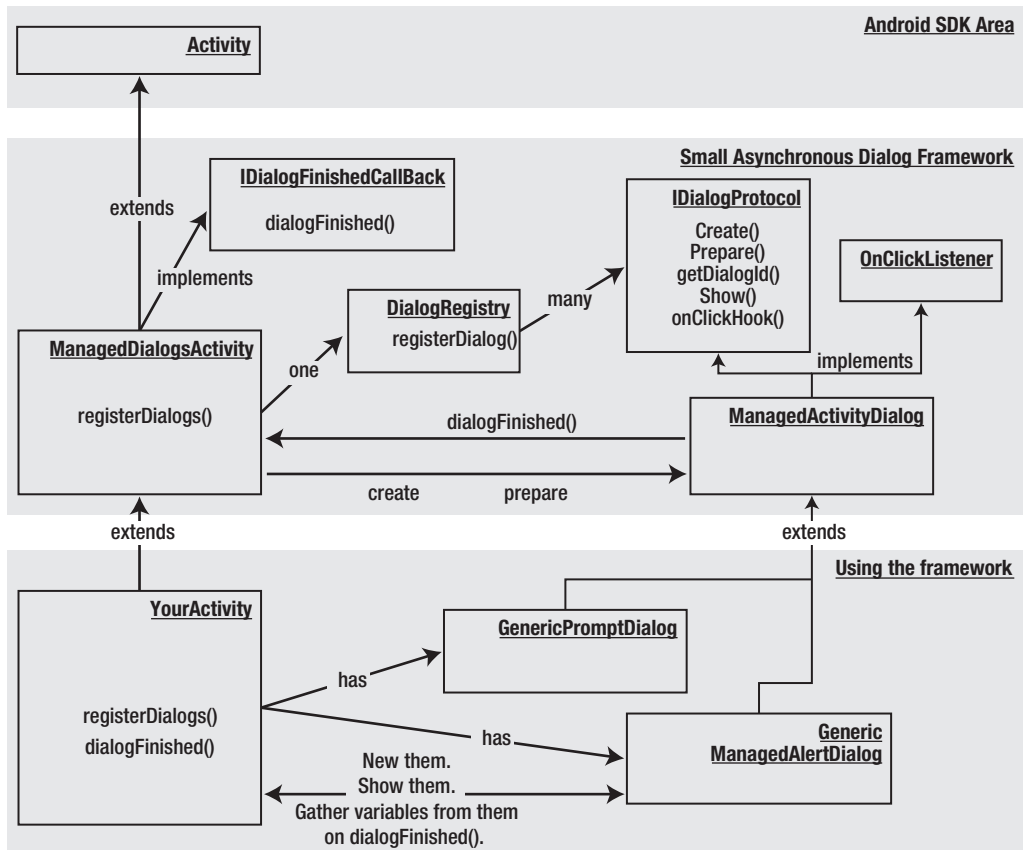 Android SDK Area
Activity
extends
Small Asynchronous Dialog Framework
IDialogFinishedCallBack
dialogFinished()
implements
IDialogProtocol
Create()
Prepare()
getDialogId()
Show()
onClickHook()
OnClickListener
many
DialogRegistry
registerDialog()
one
implements
ManagedDialogsActivity
registerDialogs()
dialogFinished()
create
prepare
ManagedActivityDialog
extends
extends
Using the framework
YourActivity
registerDialogs()
dialogFinished()
GenericPromptDialog
has
has
Generic
ManagedAlertDialog
New them.
Show them.
Gather variables from them
on dialogFinished().